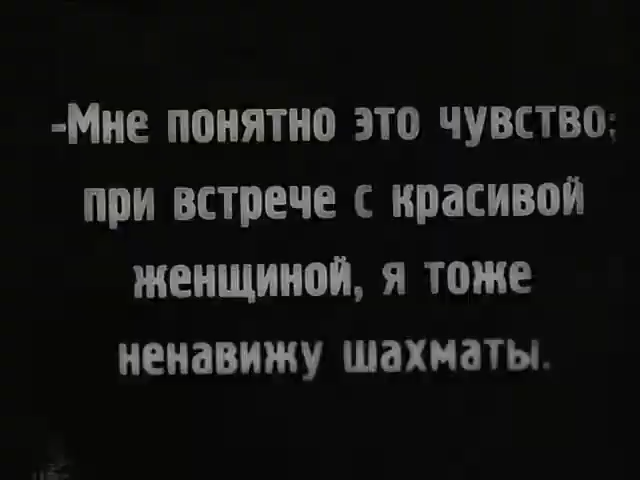 -Мне понятно это чувство;
при встрече с красивой
женщиной, я тоже
ненавижу шахматы.